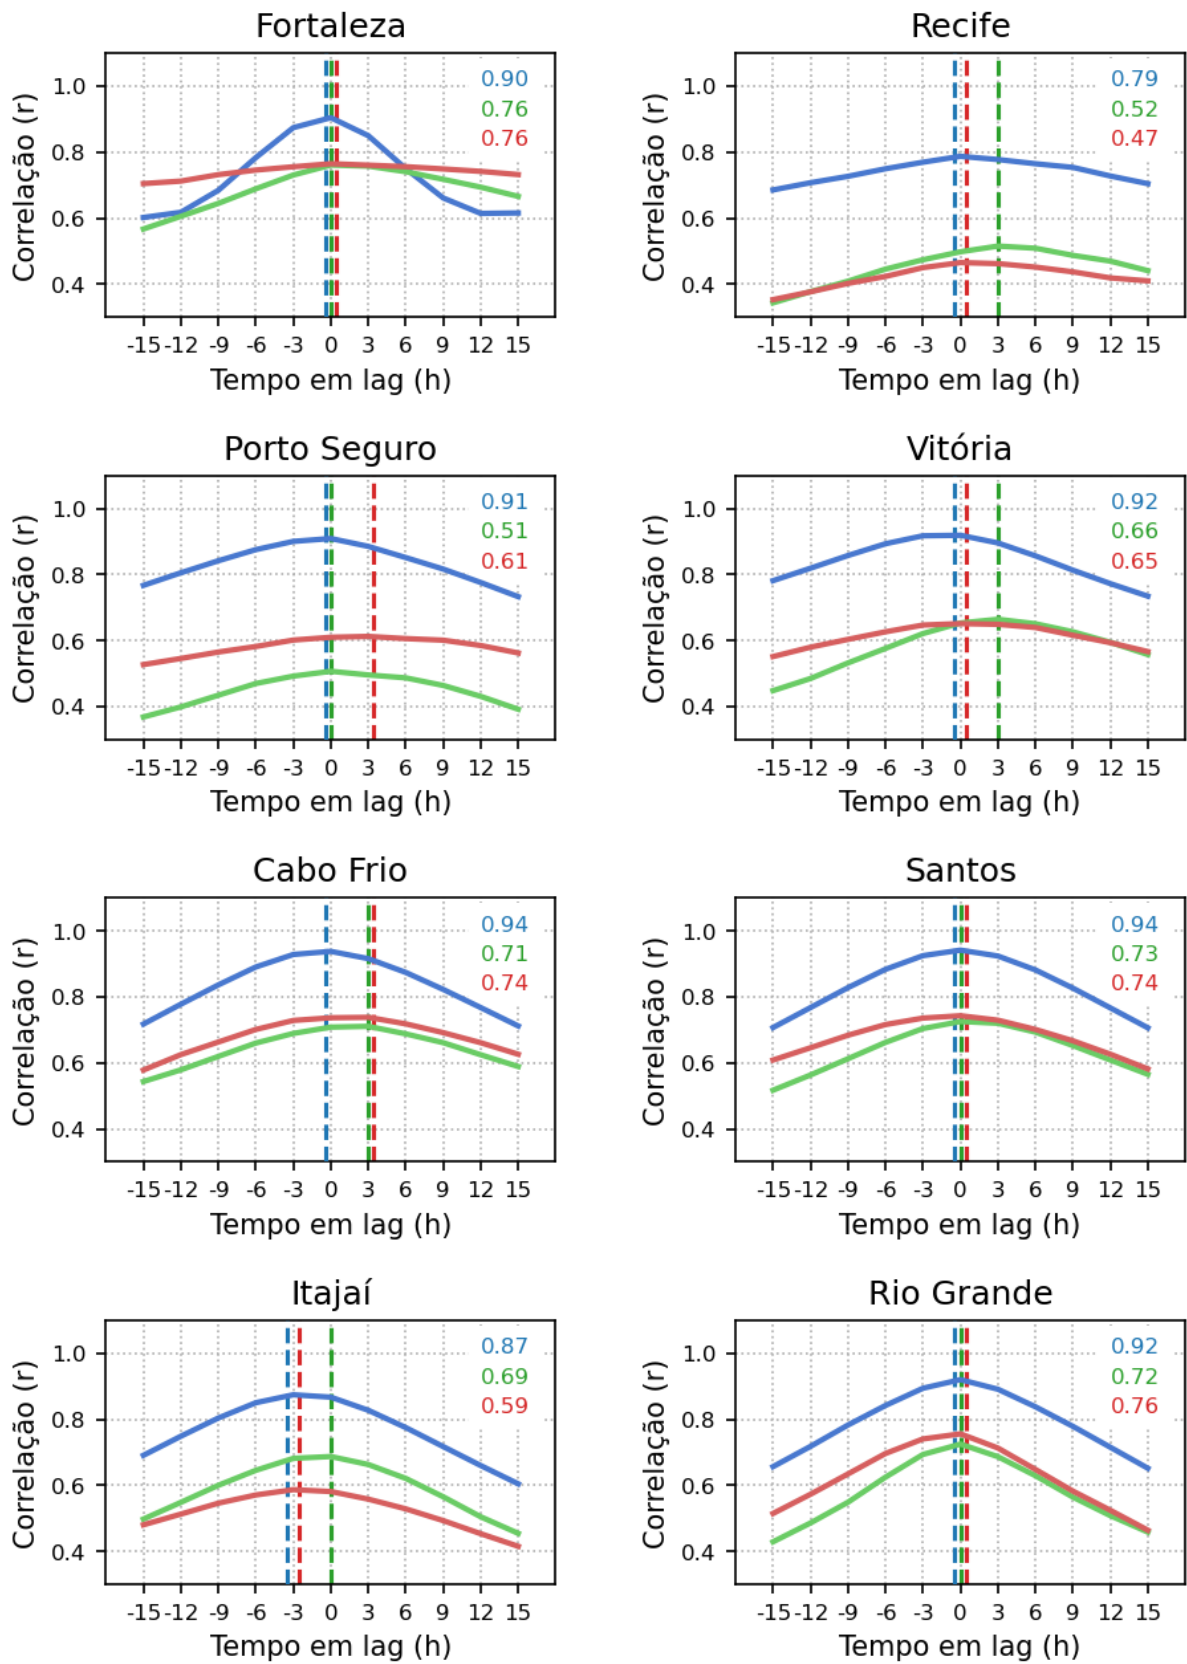 Fortaleza
Correlação (r)
1.0
0.8
0.6
0.4
0.90
0.76
0.76
-15 -12 -9 -6 -3 0 3 6 9 12 15
Tempo em lag (h)
Recife
Correlação (r)
1.0
0.8
0.6
0.4
0.79
0.52
0.47
-15 -12 -9 -6 -3 0 3 6 9 12 15
Tempo em lag (h)
Porto Seguro
Correlação (r)
1.0
0.8
0.6
0.4
0.91
0.51
0.61
-15 -12 -9 -6 -3 0 3 6 9 12 15
Tempo em lag (h)
Vitória
Correlação (r)
1.0
0.8
0.6
0.4
0.92
0.66
0.65
-15 -12 -9 -6 -3 0 3 6 9 12 15
Tempo em lag (h)
Cabo Frio
Correlação (r)
1.0
0.8
0.6
0.4
0.94
0.71
0.74
-15 -12 -9 -6 -3 0 3 6 9 12 15
Tempo em lag (h)
Santos
Correlação (r)
1.0
0.8
0.6
0.4
0.94
0.73
0.74
-15 -12 -9 -6 -3 0 3 6 9 12 15
Tempo em lag (h)
Itajaí
Correlação (r)
1.0
0.8
0.6
0.4
0.87
0.69
0.59
-15 -12 -9 -6 -3 0 3 6 9 12 15
Tempo em lag (h)
Rio Grande
Correlação (r)
1.0
0.8
0.6
0.4
0.92
0.72
0.76
-15 -12 -9 -6 -3 0 3 6 9 12 15
Tempo em lag (h)